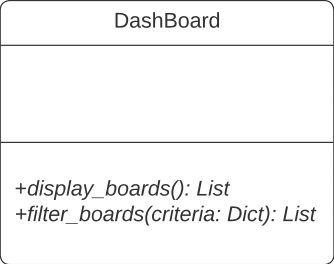 DashBoard
+display_boards(): List
+filter_boards(criteria: Dict): List